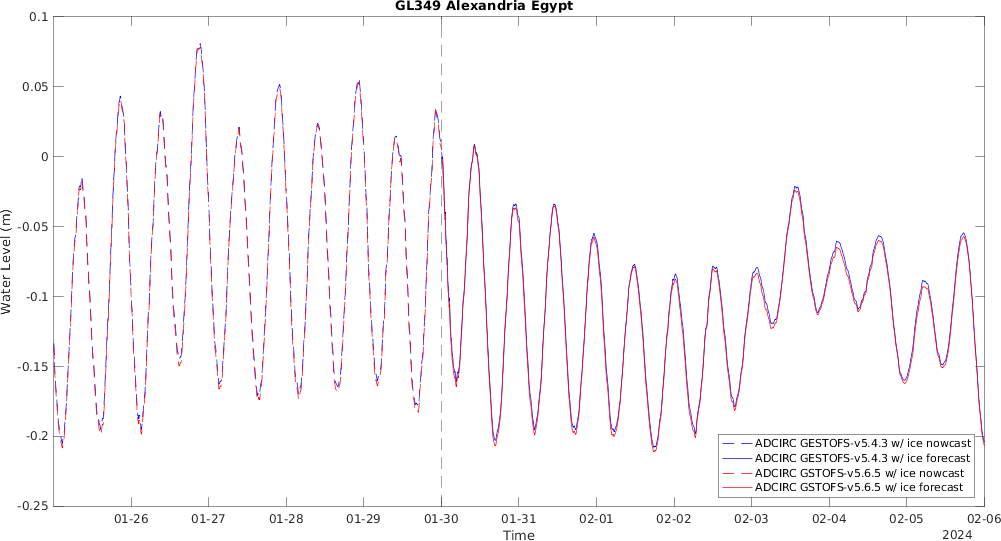 GL349 Alexandria Egypt
0.1
0.05
0
-0.05
-0.1
-0.15
-0.2
-0.25
Water Level (m)
ADCIRC GESTOFS-v5.4.3 w/ ice nowcast
ADCIRC GESTOFS-v5.4.3 w/ ice forecast
ADCIRC GSTOFS-v5.6.5 w/ ice nowcast
ADCIRC GSTOFS-v5.6.5 w/ ice forecast
01-26 01-27 01-28 01-29 01-30 01-31 02-01 02-02 02-03 02-04 02-05 02-06
Time
2024